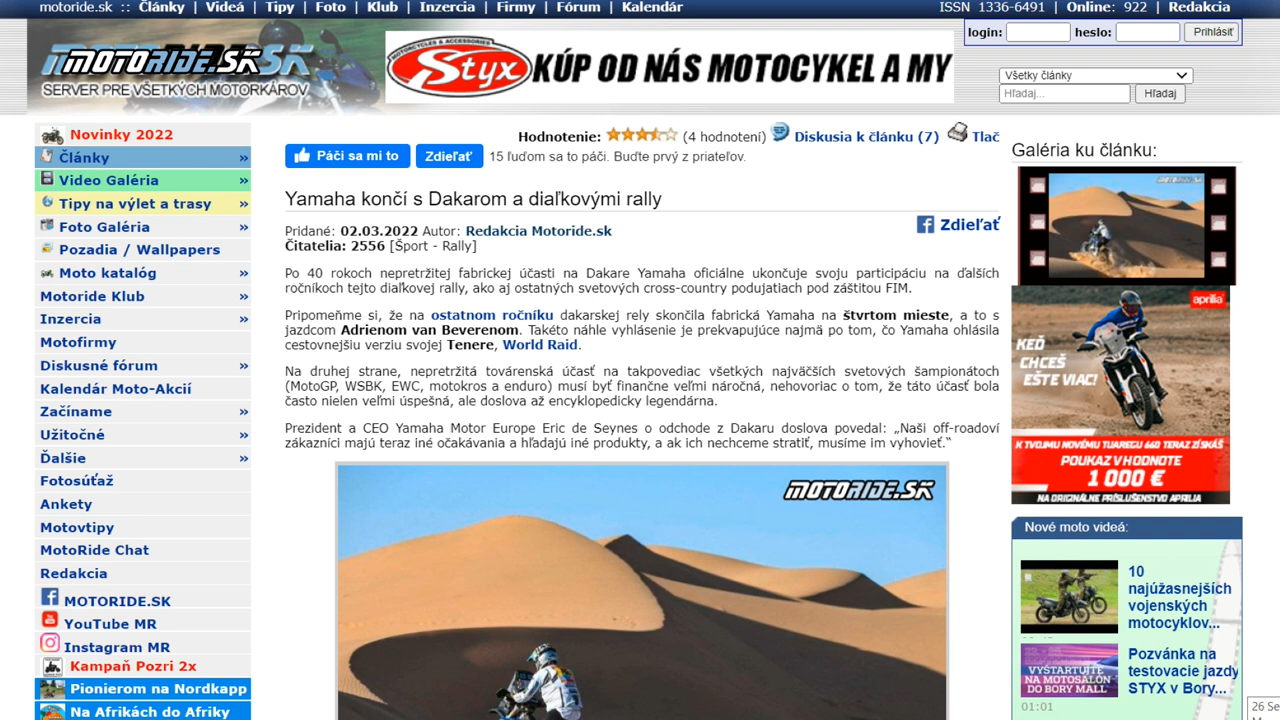 motoride.sk :: Články | Videá | Tipy | Foto | Klub | Inzercia | Firmy | Fórum | Kalendár
ISSN 1336-6491 | Online: 922 | Redakcia
login: heslo: Prihlásiť
MOTORIDE.SK
SERVER PRE VŠETKÝCH MOTORKÁROV
MOTORCYCLES & ACCESSORIES
Styx
KÚP OD NÁS MOTOCYKEL A MY
Všetky články
Hľadaj... Hľadaj
Novinky 2022
Články »
Video Galéria »
Tipy na výlet a trasy »
Foto Galéria »
Pozadia / Wallpapers
Moto katalóg »
Motoride Klub »
Inzercia »
Motofirmy
Diskusné fórum »
Kalendár Moto-Akcií
Začíname »
Užitočné »
Ďalšie »
Fotosúťaž
Ankety
Motovtipy
MotoRide Chat
Redakcia
MOTORIDE.SK
YouTube MR
Instagram MR
Kampaň Pozri 2x
Pionierom na Nordkapp
Na Afrikách do Afriky
Hodnotenie: (4 hodnotení) Diskusia k článku (7) Tlač
Páči sa mi to Zdieľať 15 ľuďom sa to páči. Buďte prvý z priateľov.
Yamaha končí s Dakarom a diaľkovými rally
Pridané: 02.03.2022 Autor: Redakcia Motoride.sk
Zdieľať
Čitatelia: 2556 [Šport - Rally]
Po 40 rokoch nepretržitej fabrickej účasti na Dakare Yamaha oficiálne ukončuje svoju participáciu na ďalších
ročníkoch tejto diaľkovej rally, ako aj ostatných svetových cross-country podujatiach pod záštitou FIM.
Pripomeňme si, že na ostatnom ročníku dakarskej rely skončila fabrická Yamaha na štvrtom mieste, a to s
jazdcom Adrienom van Beverenom. Takéto náhle vyhlásenie je prekvapujúce najmä po tom, čo Yamaha ohlásila
cestovnejšiu verziu svojej Tenere, World Raid.
Na druhej strane, nepretržitá továrenská účasť na takpovediac všetkých najväčších svetových šampionátoch
(MotoGP, WSBK, EWC, motokros a enduro) musí byť finančne veľmi náročná, nehovoriac o tom, že táto účasť bola
často nielen veľmi úspešná, ale doslova až encyklopedicky legendárna.
Prezident a CEO Yamaha Motor Europe Eric de Seynes o odchode z Dakaru doslova povedal: „Naši off-roadoví
zákazníci majú teraz iné očakávania a hľadajú iné produkty, a ak ich nechceme stratiť, musíme im vyhovieť.“
MOTORIDE.SK
Galéria ku článku:
MOTORIDE.SK
aprilia
KEĎ
CHCEŠ
EŠTE VIAC!
K TVOJMU NOVÉMU TUAREGU 660 TERAZ ZÍSKAŠ
POUKAZ V HODNOTE
1 000 €
NA ORIGINÁLNE PRÍSLUŠENSTVO APRILIA
Nové moto videá:
10
najúžasnejších
vojenských
motocyklov...
Pozvánka na
testovacie jazdy
STYX v Bory...
VYŠTARTUJTE
NA MOTOSALÓN
DO BORY MALL
01:01
26 Se